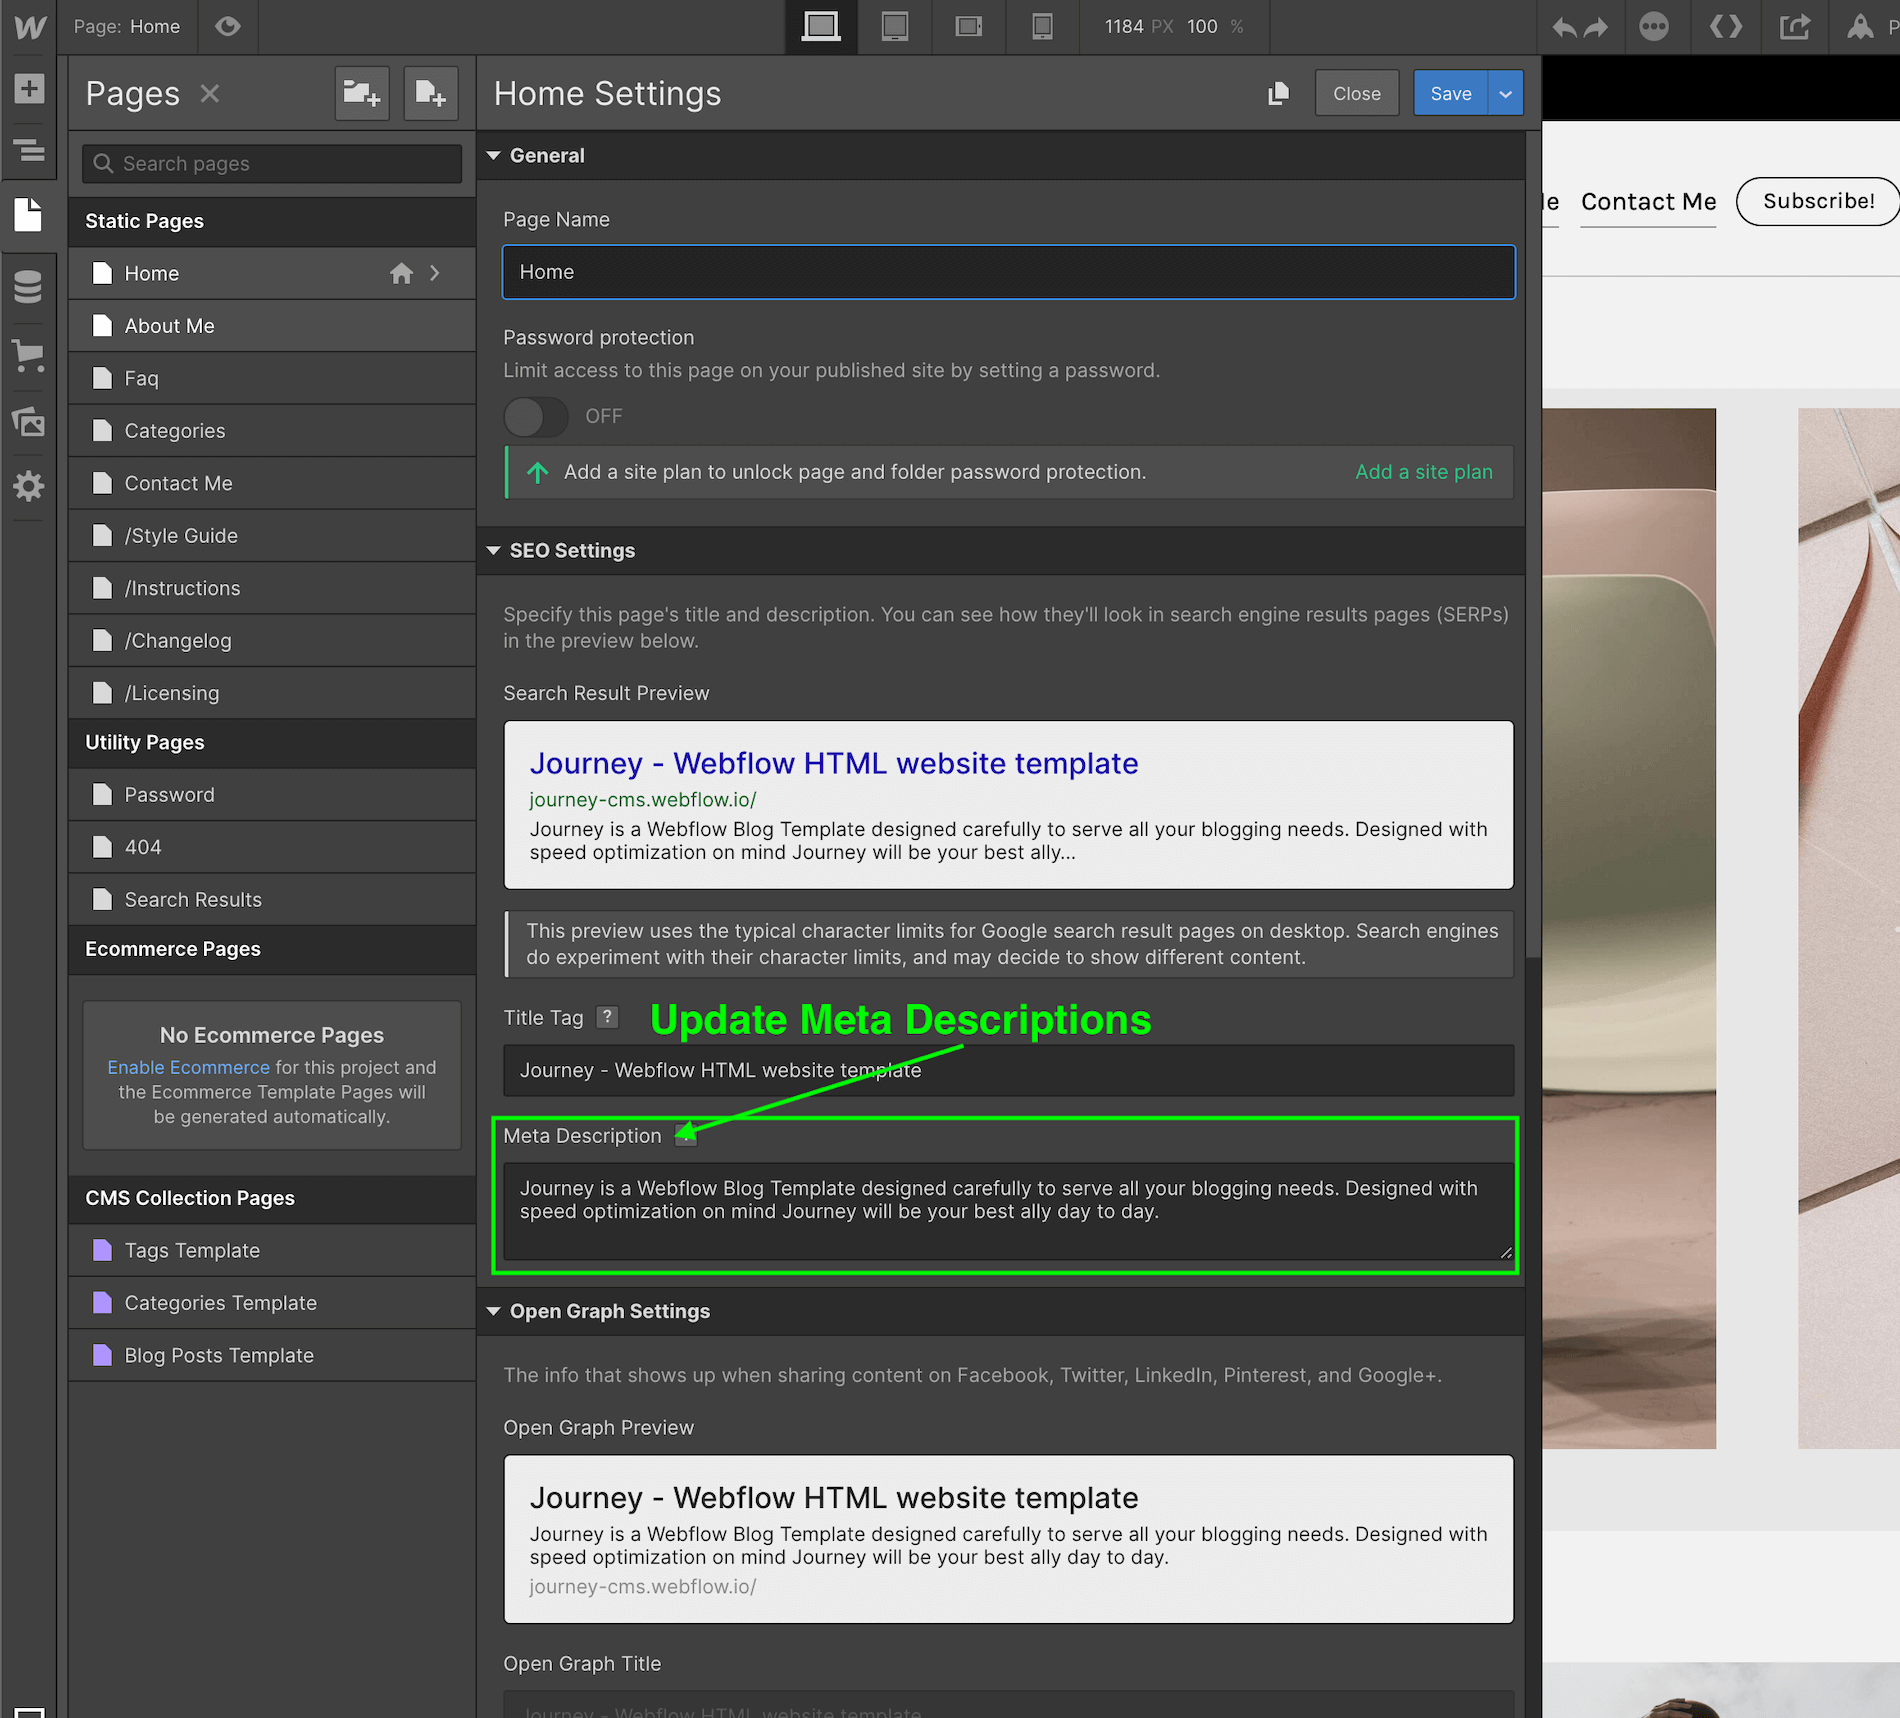 Page: Home
1184 PX 100 %
Pages
Home Settings
Close
Save
Search pages
Static Pages
Home
About Me
Faq
Categories
Contact Me
/Style Guide
/Instructions
/Changelog
/Licensing
Utility Pages
Password
404
Search Results
Ecommerce Pages
No Ecommerce Pages
Enable Ecommerce for this project and
the Ecommerce Template Pages will
be generated automatically.
CMS Collection Pages
Tags Template
Categories Template
Blog Posts Template
General
Page Name
Home
Password protection
Limit access to this page on your published site by setting a password.
OFF
Add a site plan to unlock page and folder password protection.
Add a site plan
SEO Settings
Specify this page's title and description. You can see how they'll look in search engine results pages (SERPs)
in the preview below.
Search Result Preview
Journey - Webflow HTML website template
journey-cms.webflow.io/
Journey is a Webflow Blog Template designed carefully to serve all your blogging needs. Designed with
speed optimization on mind Journey will be your best ally...
This preview uses the typical character limits for Google search result pages on desktop. Search engines
do experiment with their character limits, and may decide to show different content.
Title Tag ?
Update Meta Descriptions
Journey - Webflow HTML website template
Meta Description
Journey is a Webflow Blog Template designed carefully to serve all your blogging needs. Designed with
speed optimization on mind Journey will be your best ally day to day.
Open Graph Settings
The info that shows up when sharing content on Facebook, Twitter, LinkedIn, Pinterest, and Google+.
Open Graph Preview
Journey - Webflow HTML website template
Journey is a Webflow Blog Template designed carefully to serve all your blogging needs. Designed with
speed optimization on mind Journey will be your best ally day to day.
journey-cms.webflow.io/
Open Graph Title
Journey - Webflow HTML website template
Contact Me
Subscribe!